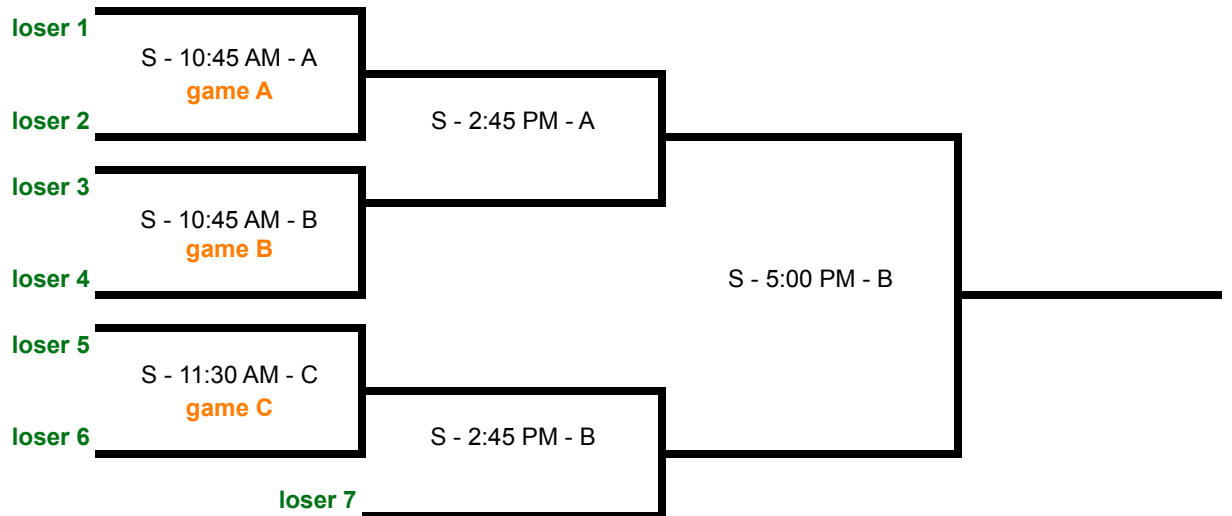 loser 1
S - 10:45 AM - A
game A
loser 2
S - 2:45 PM - A
loser 3
S - 10:45 AM - B
game B
loser 4
S - 5:00 PM - B
loser 5
S - 11:30 AM - C
game C
loser 6
S - 2:45 PM - B
loser 7